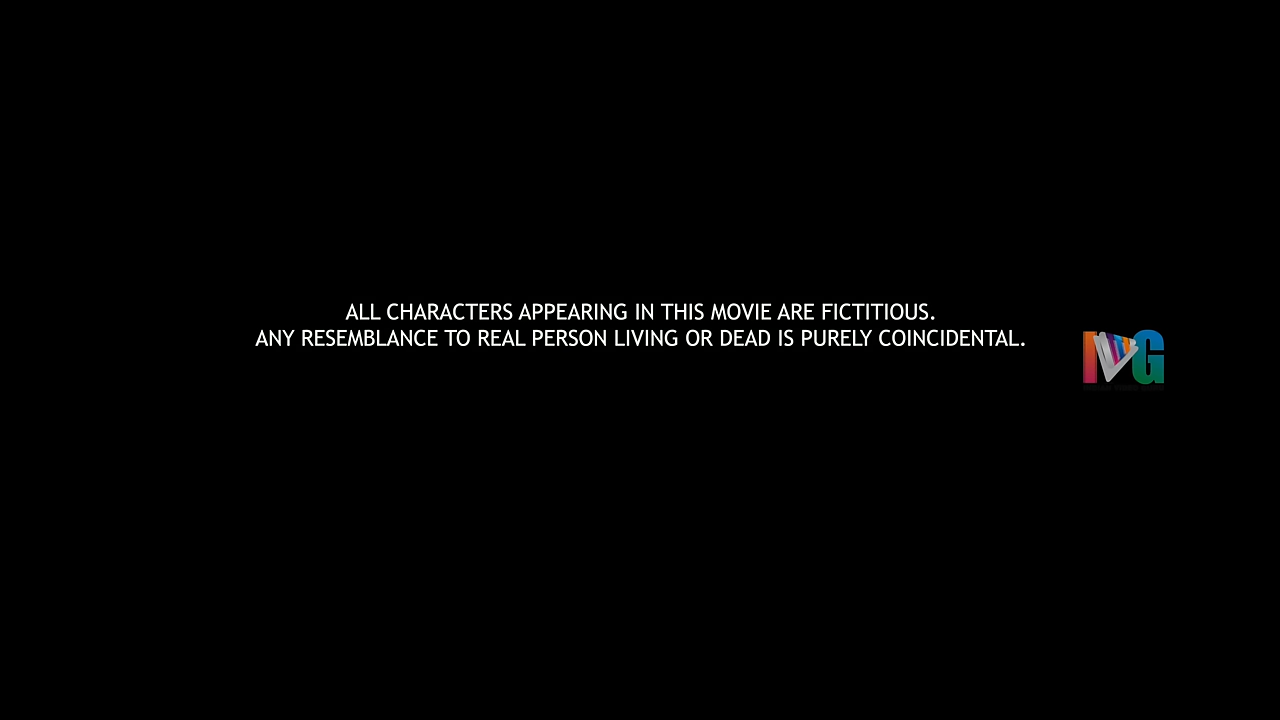 ALL CHARACTERS APPEARING IN THIS MOVIE ARE FICTITIOUS.
ANY RESEMBLANCE TO REAL PERSON LIVING OR DEAD IS PURELY COINCIDENTAL.